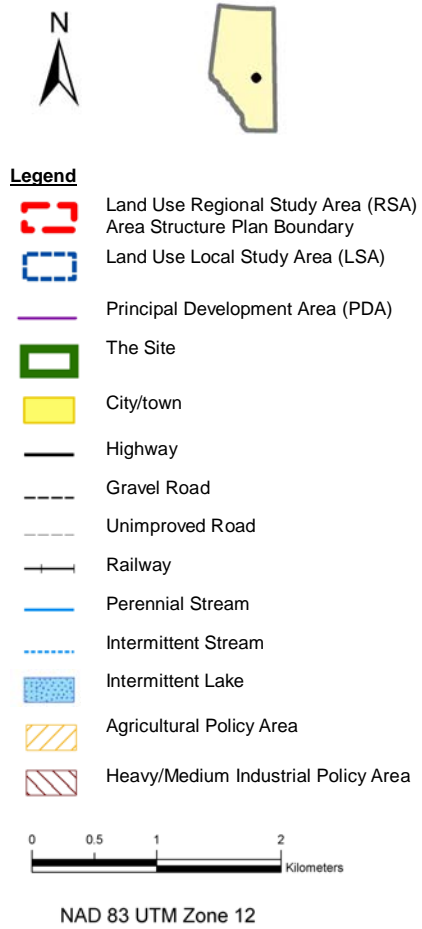 N
Legend
Land Use Regional Study Area (RSA)
Area Structure Plan Boundary
Land Use Local Study Area (LSA)
Principal Development Area (PDA)
The Site
City/town
Highway
Gravel Road
Unimproved Road
Railway
Perennial Stream
Intermittent Stream
Intermittent Lake
Agricultural Policy Area
Heavy/Medium Industrial Policy Area
0 0.5 1 2
Kilometers
NAD 83 UTM Zone 12